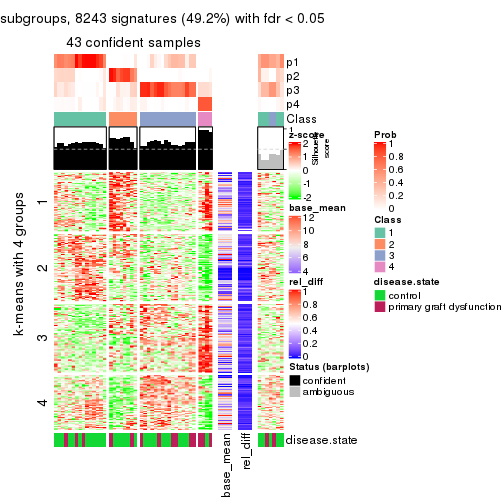 subgroups, 8243 signatures (49.2%) with fdr < 0.05
43 confident samples
p1
p2
p3
p4
Class
1
Silhouette
score
k-means with 4 groups
1
2
3
4
z-score
2
1
0
-1
-2
base_mean
12
10
8
6
4
rel_diff
1
0.8
0.6
0.4
0.2
0
Status (barplots)
confident
ambiguous
Prob
1
0.8
0.6
0.4
0.2
0
Class
1
2
3
4
disease.state
control
primary graft dysfunction
disease.state
base_mean
rel_diff